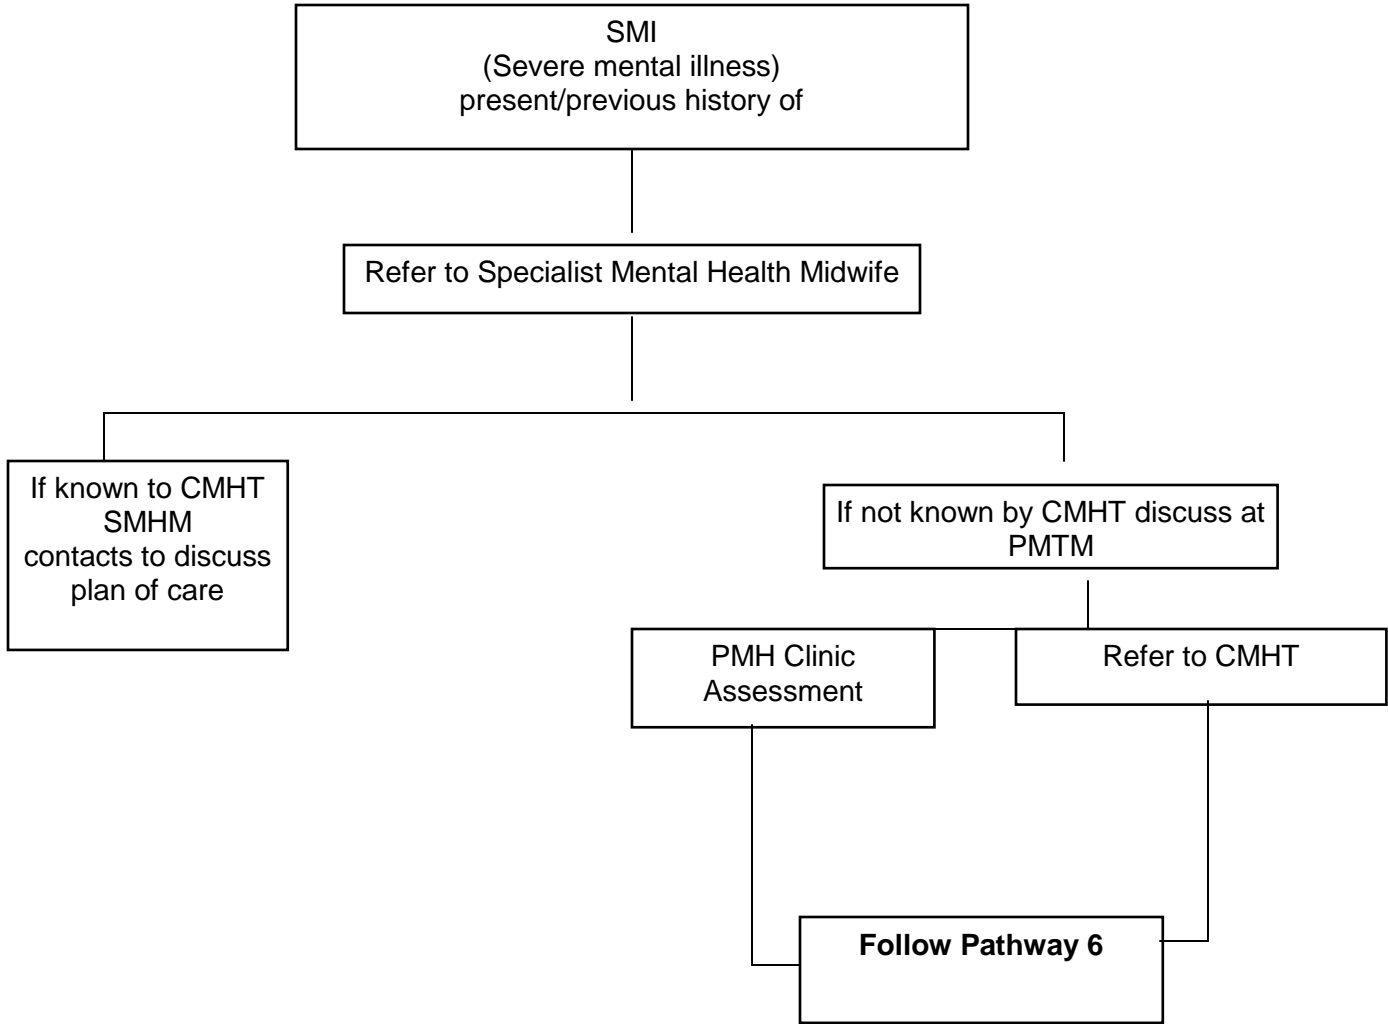 SMI
(Severe mental illness)
present/previous history of
Refer to Specialist Mental Health Midwife
If known to CMHT
SMHM
contacts to discuss
plan of care
If not known by CMHT discuss at
PMTM
PMH Clinic
Assessment
Refer to CMHT
Follow Pathway 6